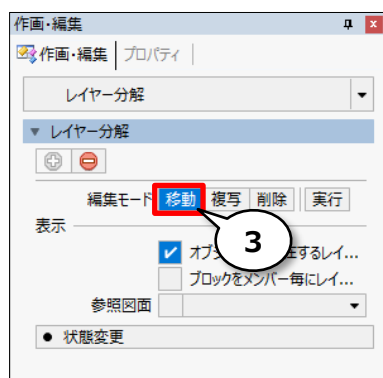 作画・編集
作画・編集 プロパティ
レイヤー分解
レイヤー分解
編集モード 移動 複写 削除 実行
表示
3
オブ するレイ...
ブロックをメンバー毎にレイ...
参照図面
状態変更